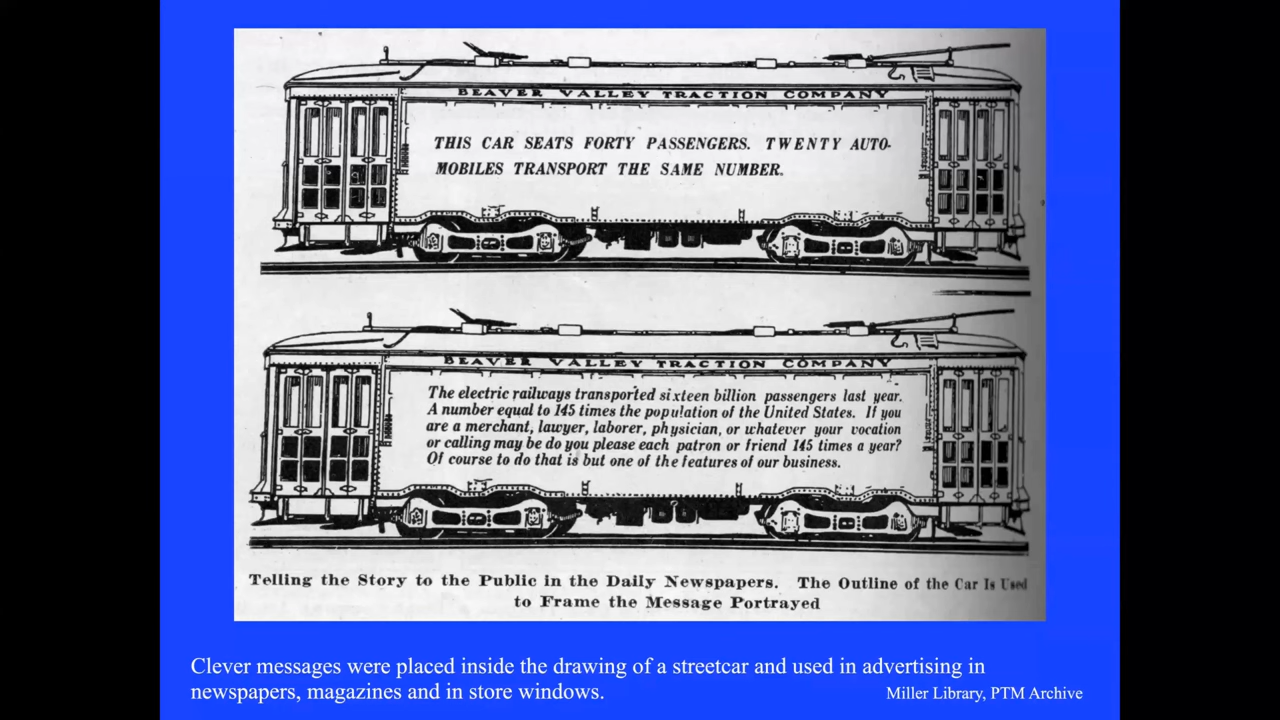 BEAVER VALLEY TRACTION COMPANY
THIS CAR SEATS FORTY PASSENGERS. TWENTY AUTO-
MOBILES TRANSPORT THE SAME NUMBER.
BEAVER VALLEY TRACTION COMPANY
The electric railways transported sixteen billion passengers last year.
A number equal to 145 times the population of the United States. If you
are a merchant, lawyer, laborer, physician, or whatever your vocation
or calling may be do you please each patron or friend 145 times a year?
Of course to do that is but one of the features of our business.
Telling the Story to the Public in the Daily Newspapers. The Outline of the Car Is Used
to Frame the Message Portrayed
Clever messages were placed inside the drawing of a streetcar and used in advertising in
newspapers, magazines and in store windows.
Miller Library, PTM Archive